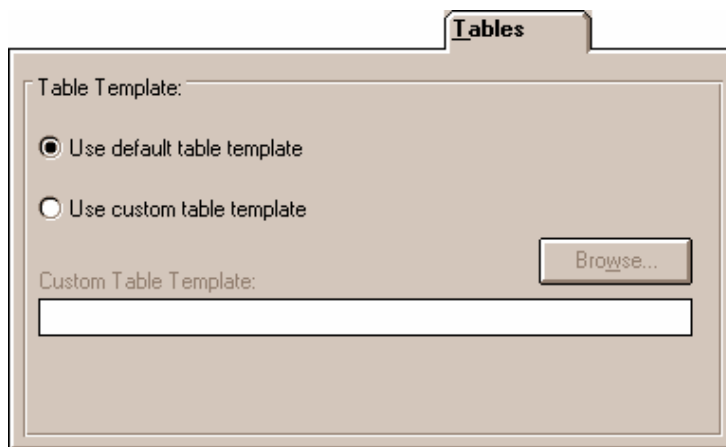 Tables
Table Template:
Use default table template
Use custom table template
Browse...
Custom Table Template: